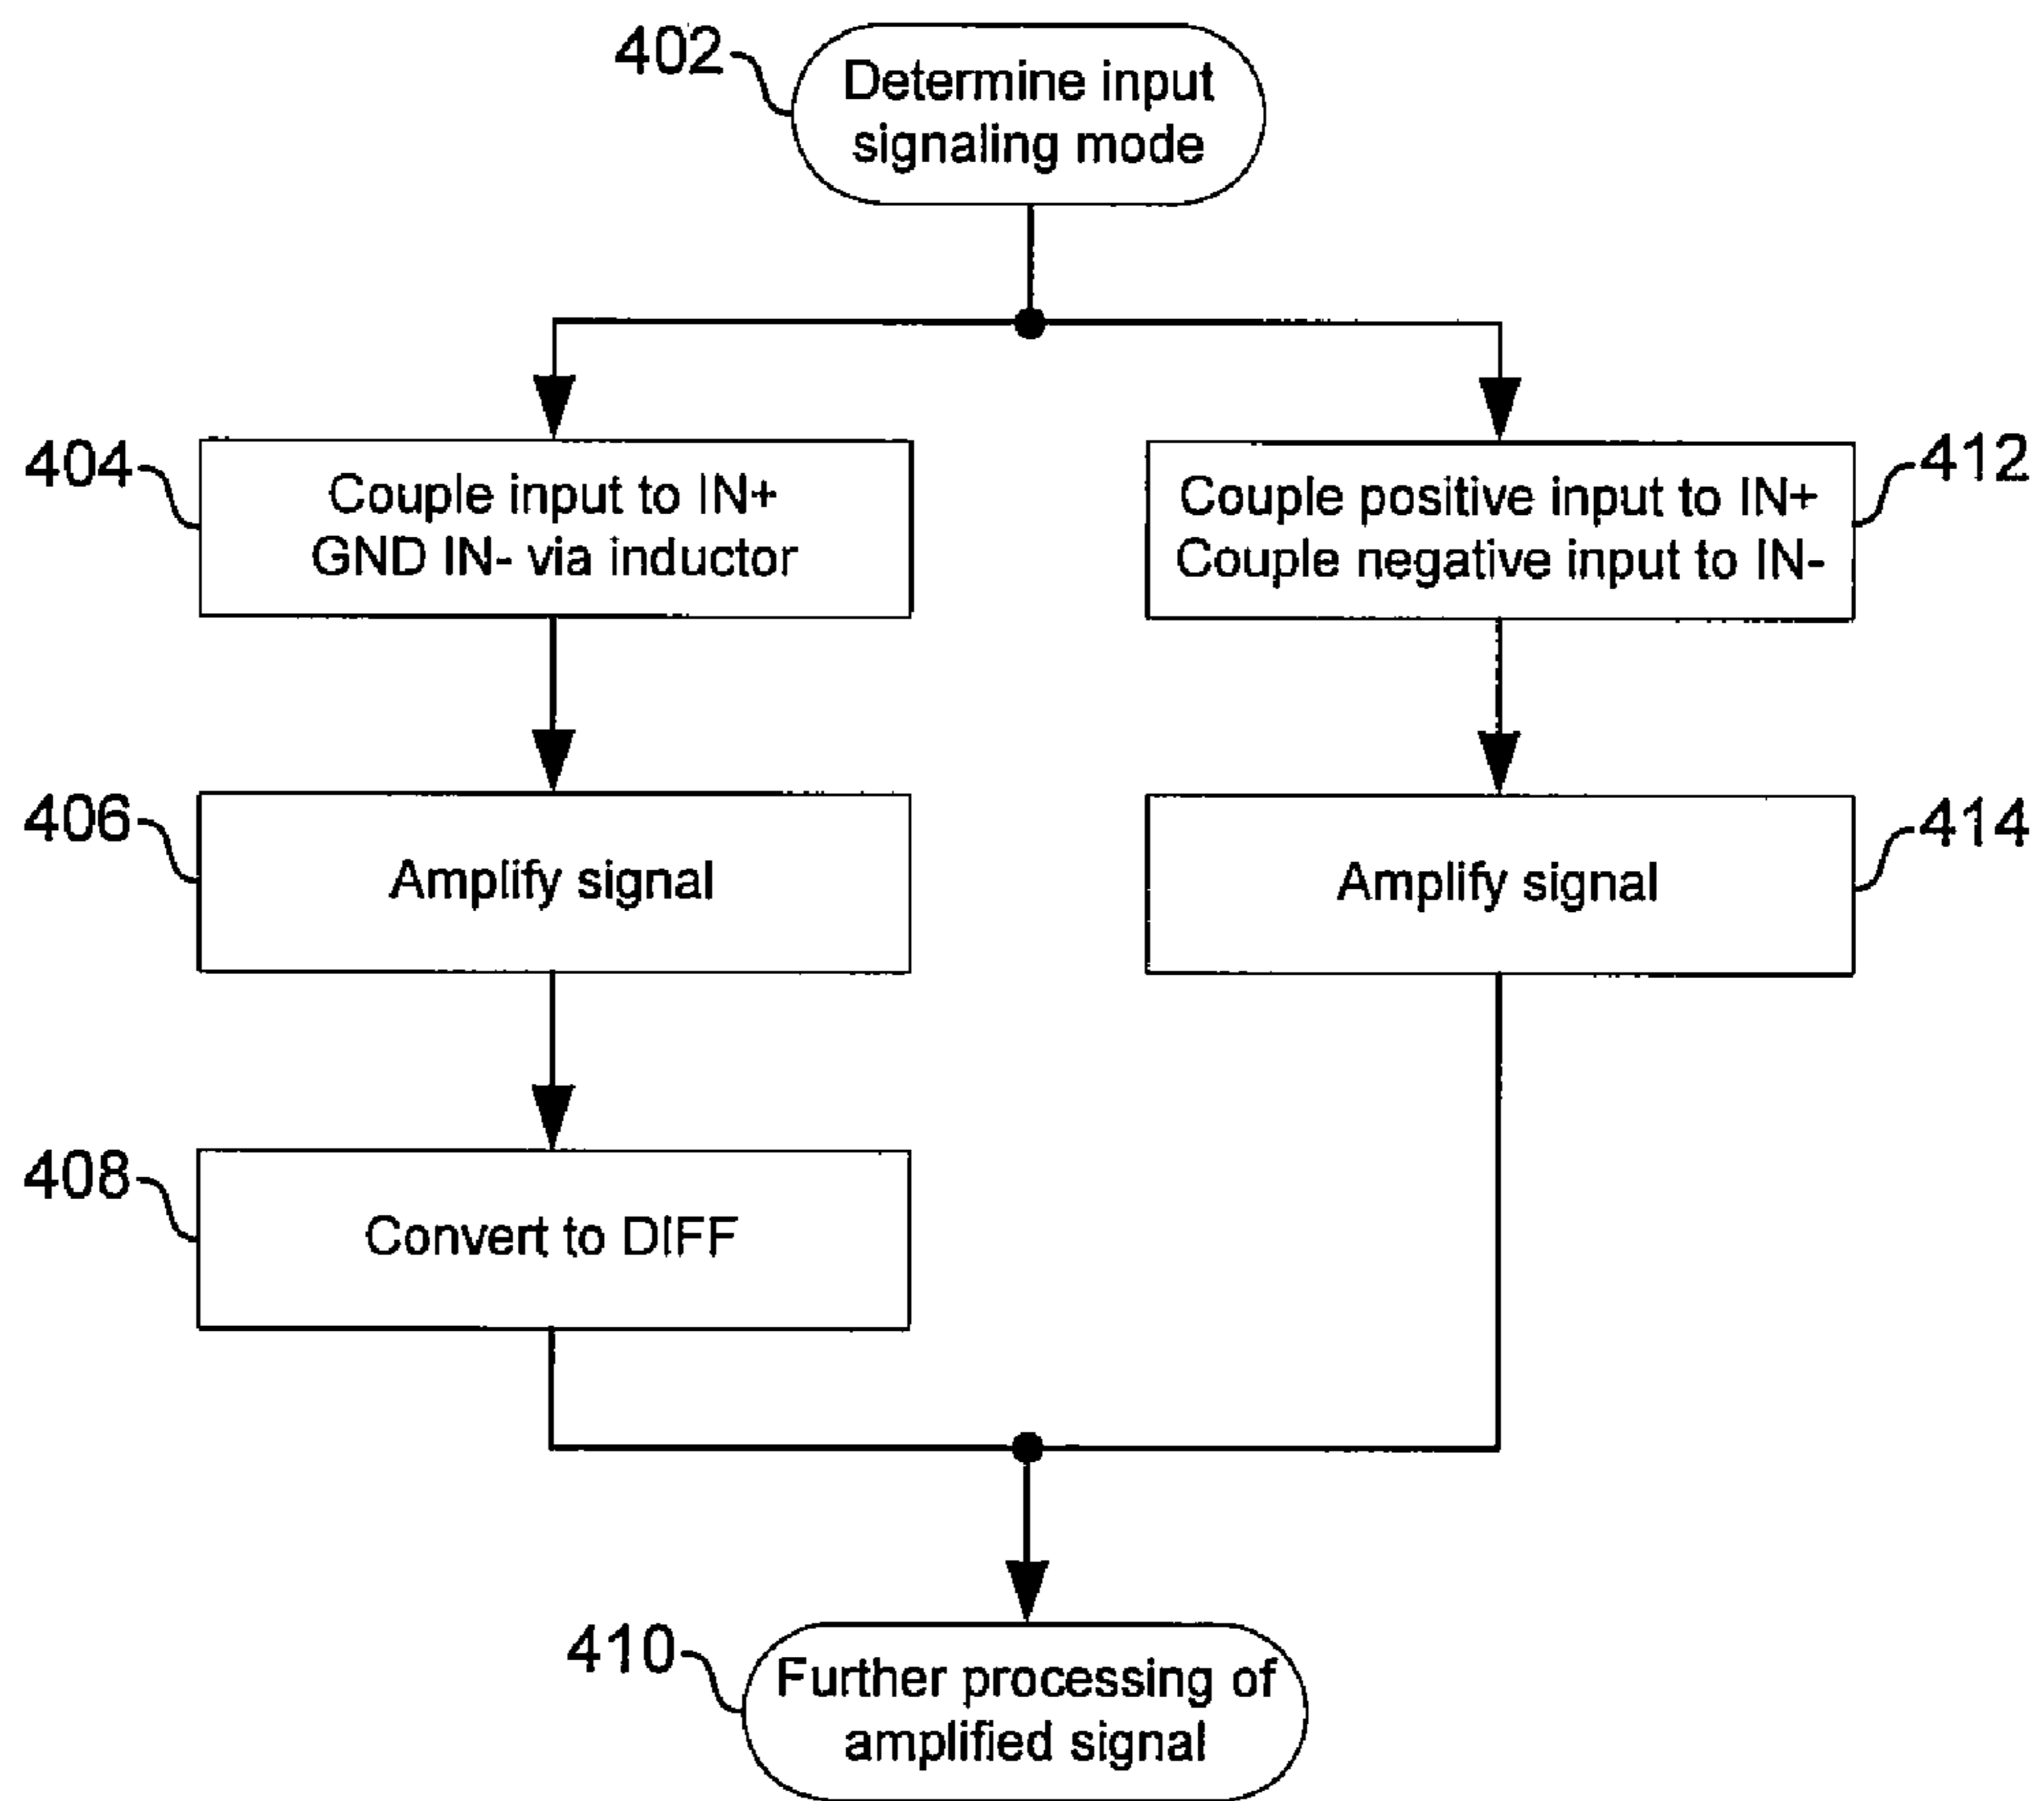 402
Determine input
signaling mode
404
Couple input to IN+
GND IN- via inductor
412
Couple positive input to IN+
Couple negative input to IN-
406
Amplify signal
414
Amplify signal
408
Convert to DIFF
410
Further processing of
amplified signal